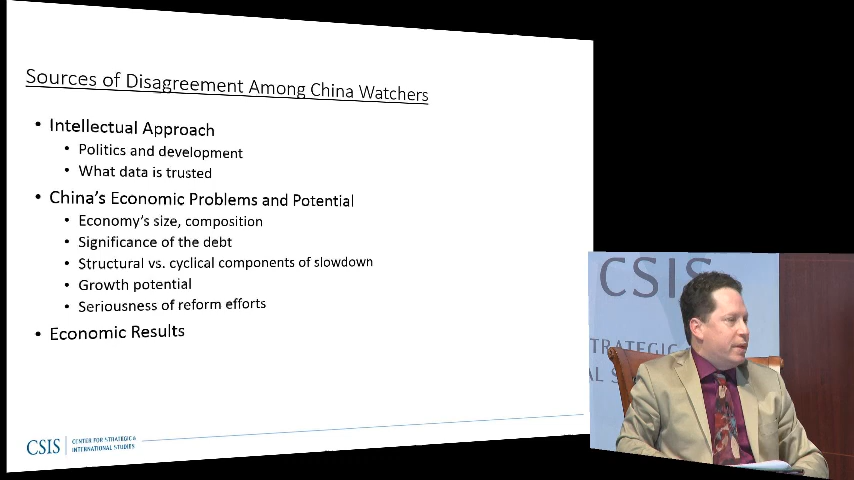 Sources of Disagreement Among China Watchers
• Intellectual Approach
• Politics and development
• What data is trusted
• China's Economic Problems and Potential
• Economy's size, composition
• Significance of the debt
• Structural vs. cyclical components of slowdown
• Growth potential
• Seriousness of reform efforts
• Economic Results
CSIS
CENTER FOR STRATEGIC &
INTERNATIONAL STUDIES
CSIS
TRATEGIC
AL S